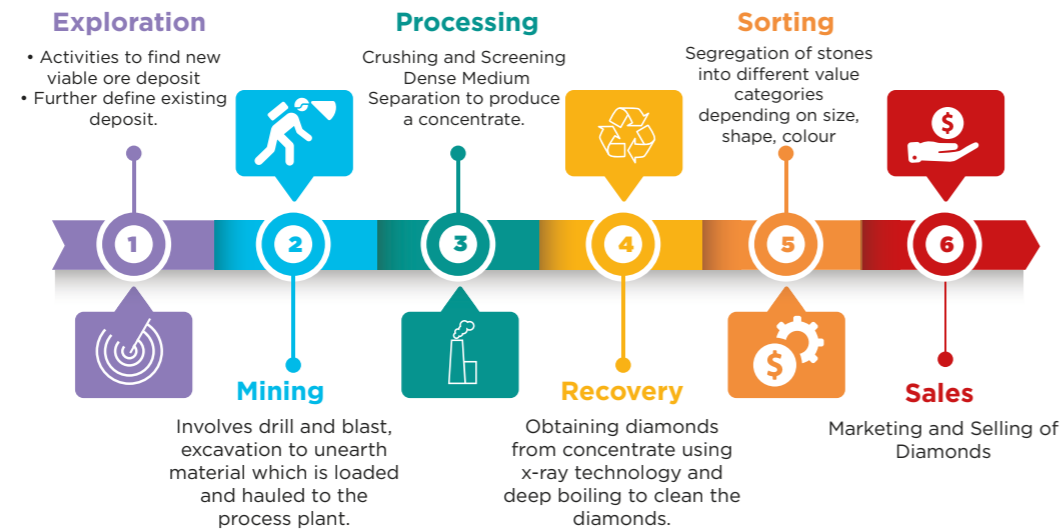 Exploration
• Activities to find new
viable ore deposit
• Further define existing
deposit.
Processing
Crushing and Screening
Dense Medium
Separation to produce
a concentrate.
Sorting
Segregation of stones
into different value
categories
depending on size,
shape, colour
$
1
2
3
4
5
6
$
Mining
Involves drill and blast,
excavation to unearth
material which is loaded
and hauled to the
process plant.
Recovery
Obtaining diamonds
from concentrate using
x-ray technology and
deep boiling to clean the
diamonds.
Sales
Marketing and Selling of
Diamonds